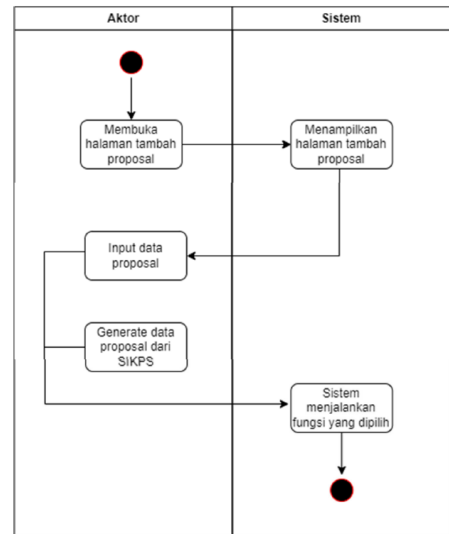 Aktor
Sistem
Membuka
halaman tambah
proposal
Menampilkan
halaman tambah
proposal
Input data
proposal
Generate data
proposal dari
SIKPS
Sistem
menjalankan
fungsi yang dipilih